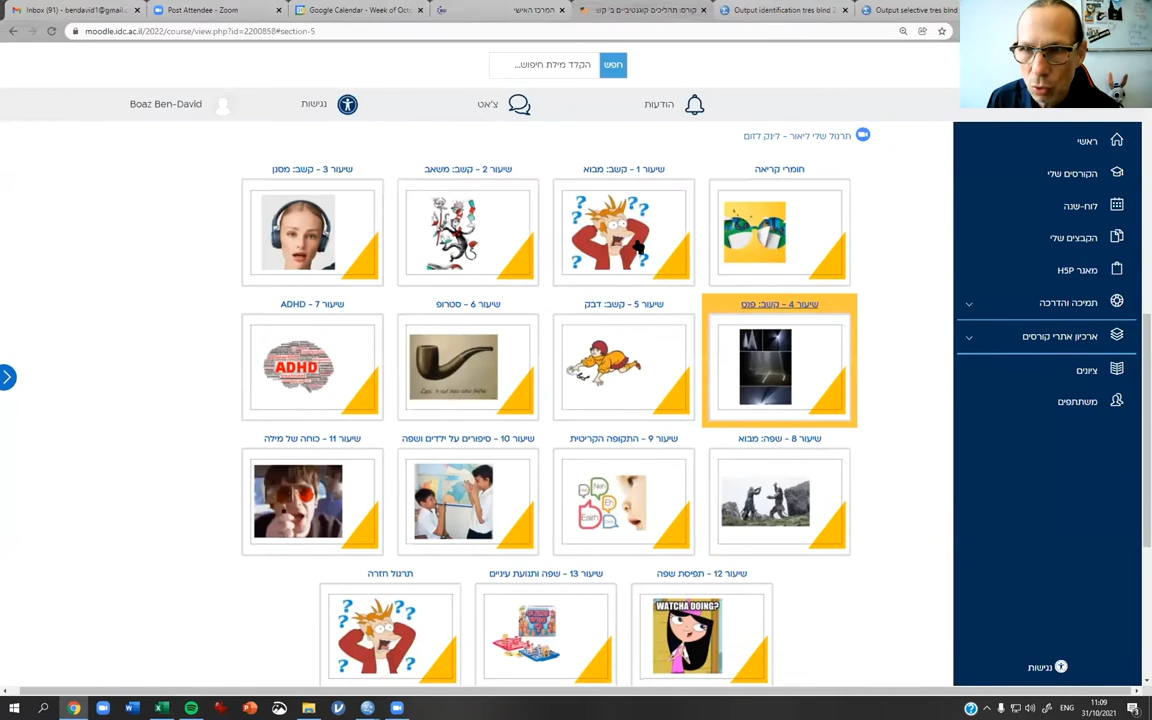 Inbox (91) - bendavid1@gmail.c
Post Attendee - Zoom
Google Calendar - Week of Octo
המרכז האישי
קורס: תהליכים קוגנטיביים ב' קש
Output identification tres bind 2
Output selective tres bind
moodle.idc.ac.il/2022/course/view.php?id=2200858#section-5
חפש
הקלד מילת חיפוש...
הודעות
צ'אט
נגישות
Boaz Ben-David
תרגול שלי ליאור - לינק לזום
חומרי קריאה
שיעור 1 - קשב: מבוא
שיעור 2 - קשב: משאב
שיעור 3 - קשב: מסנן
שיעור 4 - קשב: פנס
שיעור 5 - קשב: דבק
שיעור 6 - סטרופ
שיעור 7 - ADHD
ADHD
שיעור 8 - שפה: מבוא
שיעור 9 - התקופה הקריטית
שיעור 10 - סיפורים על ילדים ושפה
שיעור 11 - כוחה של מילה
שיעור 12 - תפיסת שפה
שיעור 13 - שפה ותנועת עיניים
תרגול חזרה
WATCHA DOING?
ראשי
הקורסים שלי
לוח-שנה
הקבצים שלי
מאגר H5P
תמיכה והדרכה
ארכיון אתרי קורסים
ציונים
משתתפים
נגישות
ENG
11:09
31/10/2021